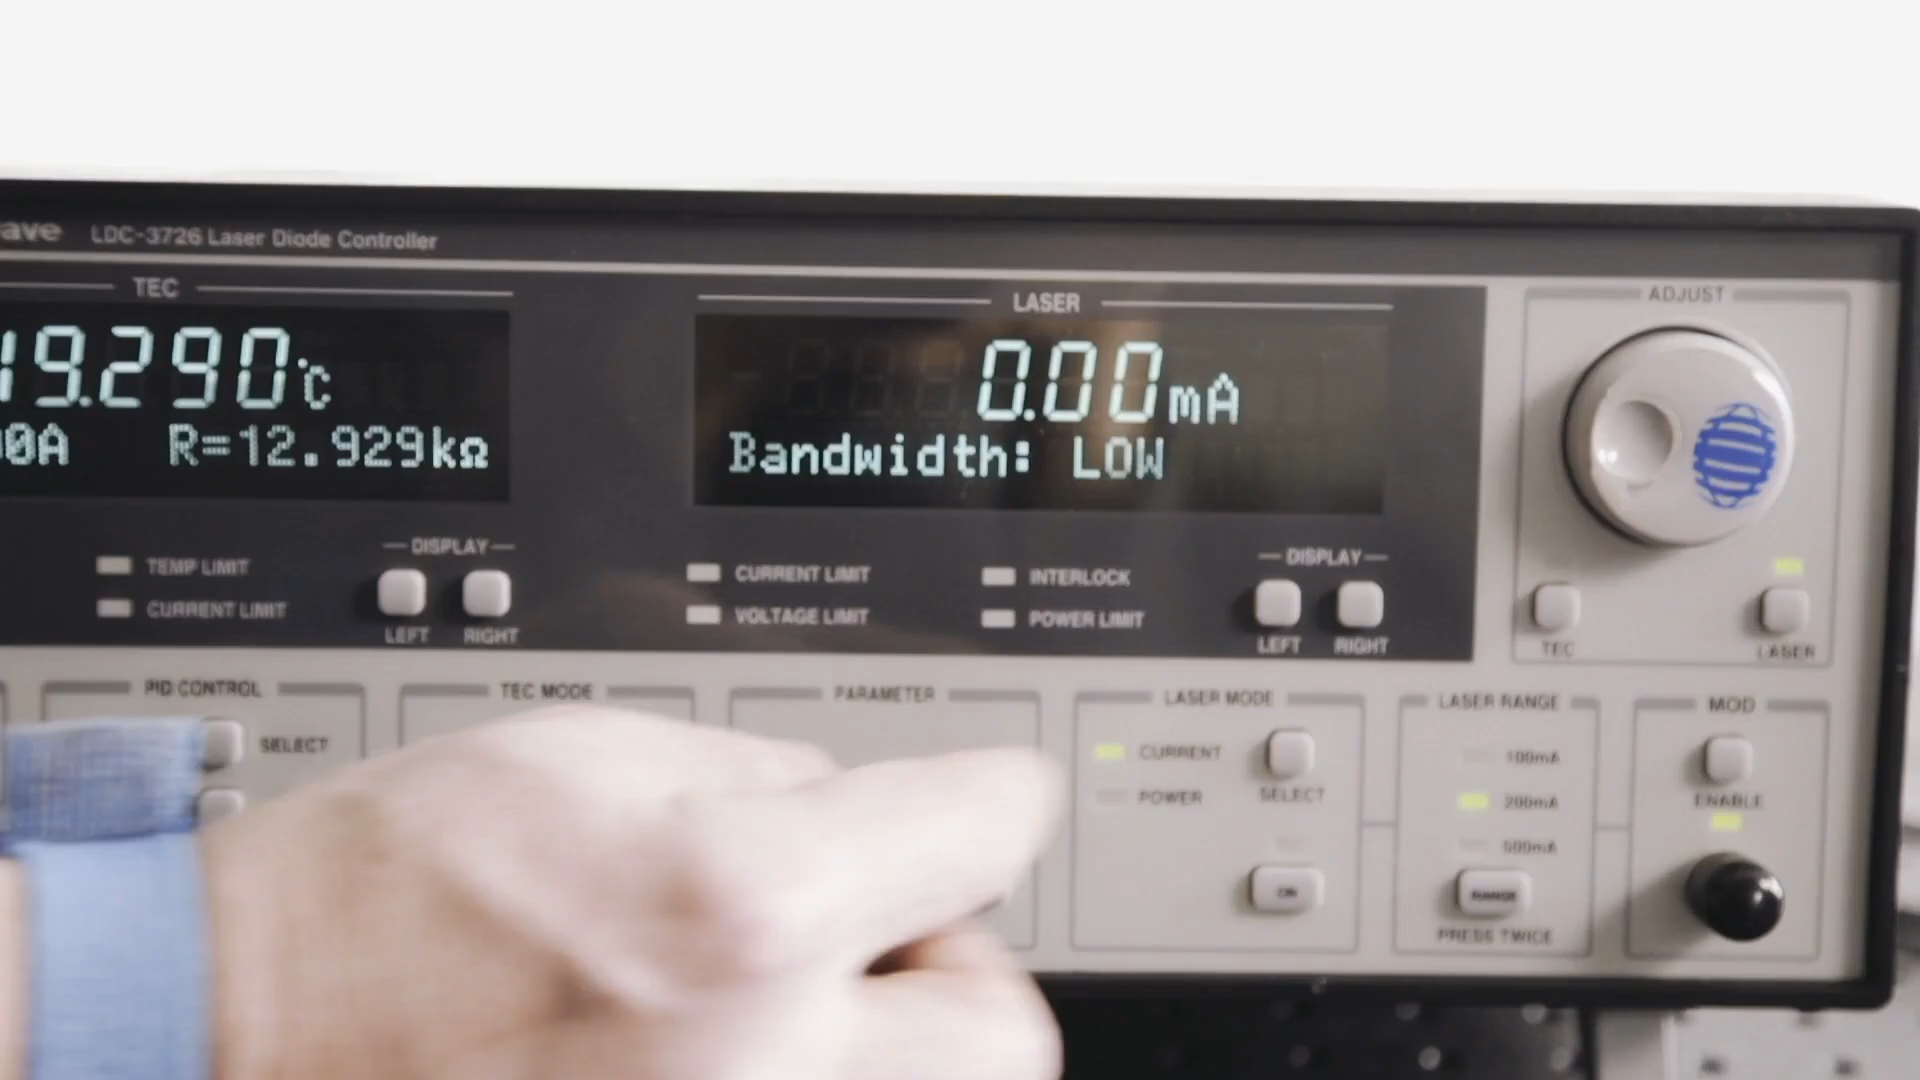 ave LDC-3726 Laser Diode Controller
TEC
19.290°C
00A R=12.929kΩ
TEMP LIMIT
CURRENT LIMIT
DISPLAY
LEFT RIGHT
LASER
0.00mA
Bandwidth: LOW
CURRENT LIMIT
VOLTAGE LIMIT
INTERLOCK
POWER LIMIT
DISPLAY
LEFT RIGHT
ADJUST
TEC LASER
PID CONTROL
SELECT
TEC MODE
PARAMETER
LASER MODE
CURRENT
POWER
SELECT
ON
LASER RANGE
100mA
200mA
500mA
RANGE
PRESS TWICE
MOD
ENABLE